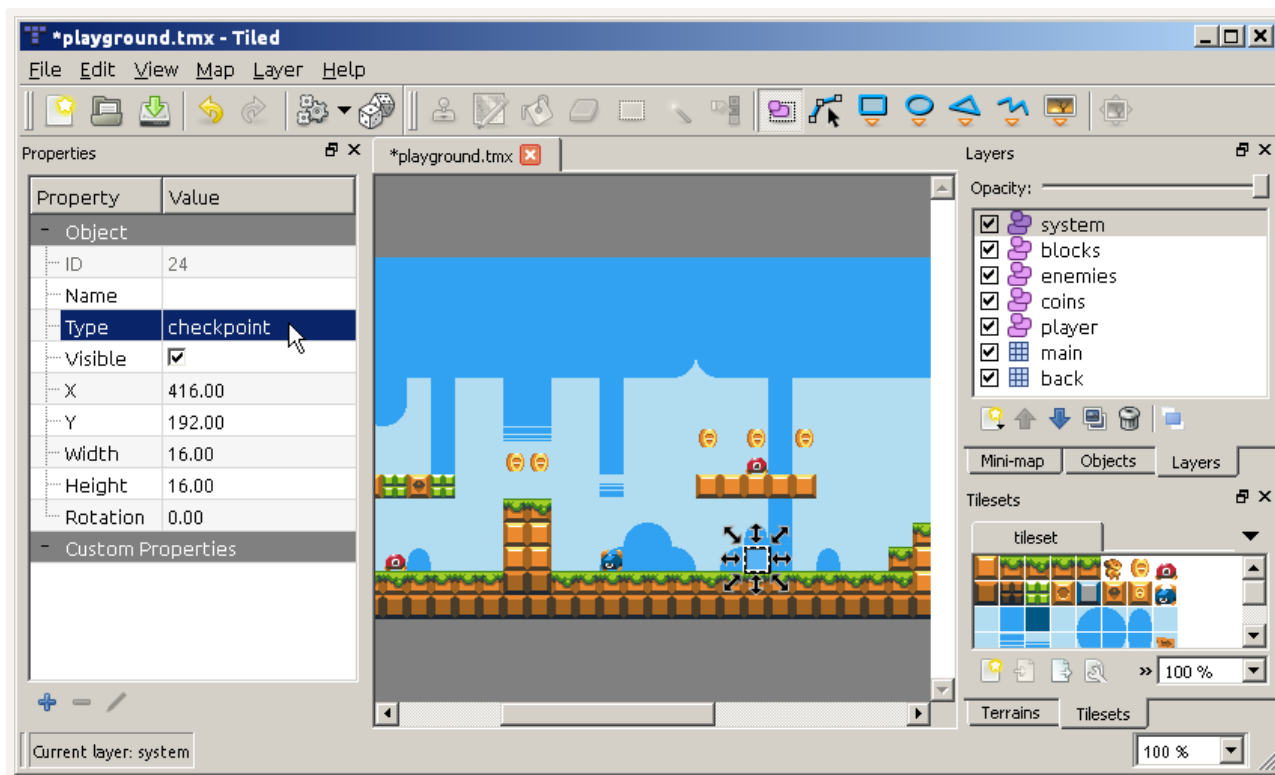 *playground.tmx - Tiled
File Edit View Map Layer Help
Properties
Property Value
Object
ID 24
Name
Type checkpoint
Visible
X 416.00
Y 192.00
Width 16.00
Height 16.00
Rotation 0.00
Custom Properties
Current layer: system
*playground.tmx
Layers
Opacity:
system
blocks
enemies
coins
player
main
back
Mini-map Objects Layers
Tilesets
tileset
» 100 %
Terrains Tilesets
100 %